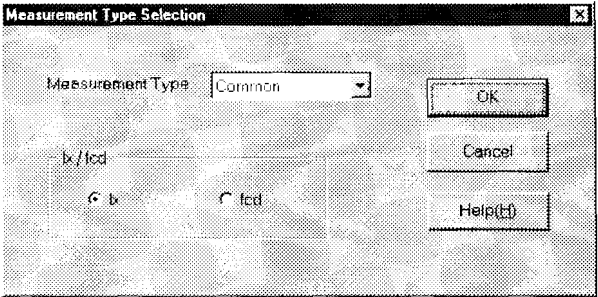 Measurement Type Selection
Measurement Type
Common
OK
lx / fcd
Cancel
lx
fcd
Help(H)